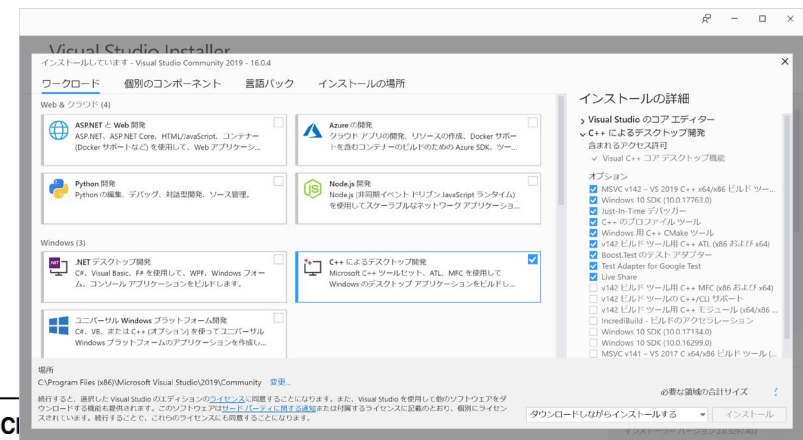 Visual Studio Installer
インストールしています - Visual Studio Community 2019 - 16.0.4
ワークロード 個別のコンポーネント 言語パック インストールの場所
Web & クラウド (4)
ASP.NET と Web 開発
ASP.NET、ASP.NET Core、HTML/JavaScript、コンテナー
(Docker サポートなど) を使用して、Web アプリケーシ...
Azure の開発
クラウド アプリの開発、リソースの作成、Docker サポー
トを含むコンテナーのビルドのための Azure SDK、ツー...
Python 開発
Python の編集、デバッグ、対話型開発、ソース管理。
Node.js 開発
Node.js (非同期イベント ドリブン JavaScript ランタイム)
を使用してスケーラブルなネットワーク アプリケーショ...
Windows (3)
.NET デスクトップ開発
C#、Visual Basic、F# を使用して、WPF、Windows フォー
ム、コンソール アプリケーションをビルドします。
C++ によるデスクトップ開発
Microsoft C++ ツールセット、ATL、MFC を使用して
Windows のデスクトップ アプリケーションをビルドし...
ユニバーサル Windows プラットフォーム開発
C#、VB、または C++ (オプション) を使ってユニバーサル
Windows プラットフォームのアプリケーションを作成し...
インストールの詳細
Visual Studio のコア エディター
C++ によるデスクトップ開発
含まれるアクセス許可
Visual C++ コア デスクトップ機能
オプション
MSVC v142 – VS 2019 C++ x64/x86 ビルド ツー...
Windows 10 SDK (10.0.17763.0)
Just-In-Time デバッガー
C++ のプロファイル ツール
Windows 用 C++ CMake ツール
v142 ビルド ツール用 C++ ATL (x86 および x64)
Boost.Test のテスト アダプター
Test Adapter for Google Test
Live Share
v142 ビルド ツール用 C++ MFC (x86 および x64)
v142 ビルド ツールの C++/CLI サポート
v142 ビルド ツール用 C++ モジュール (x64/x86 ...
IncrediBuild - ビルドのアクセラレーション
Windows 10 SDK (10.0.17134.0)
Windows 10 SDK (10.0.16299.0)
MSVC v141 – VS 2017 C x64/x86 ビルド ツール (...
場所
C:\Program Files (x86)\Microsoft Visual Studio\2019\Community 変更...
続行すると、選択した Visual Studio のエディションのライセンスに同意することになります。また、Visual Studio を使用して他のソフトウェアをダ
ウンロードする機能も提供されます。このソフトウェアはサード パーティに関する通知または付属するライセンスに記載のとおり、個別にライセン
スされています。続行することで、これらのライセンスにも同意することになります。
必要な領域の合計サイズ
ダウンロードしながらインストールする インストール
インストーラー バージョン 2.0.3297.403